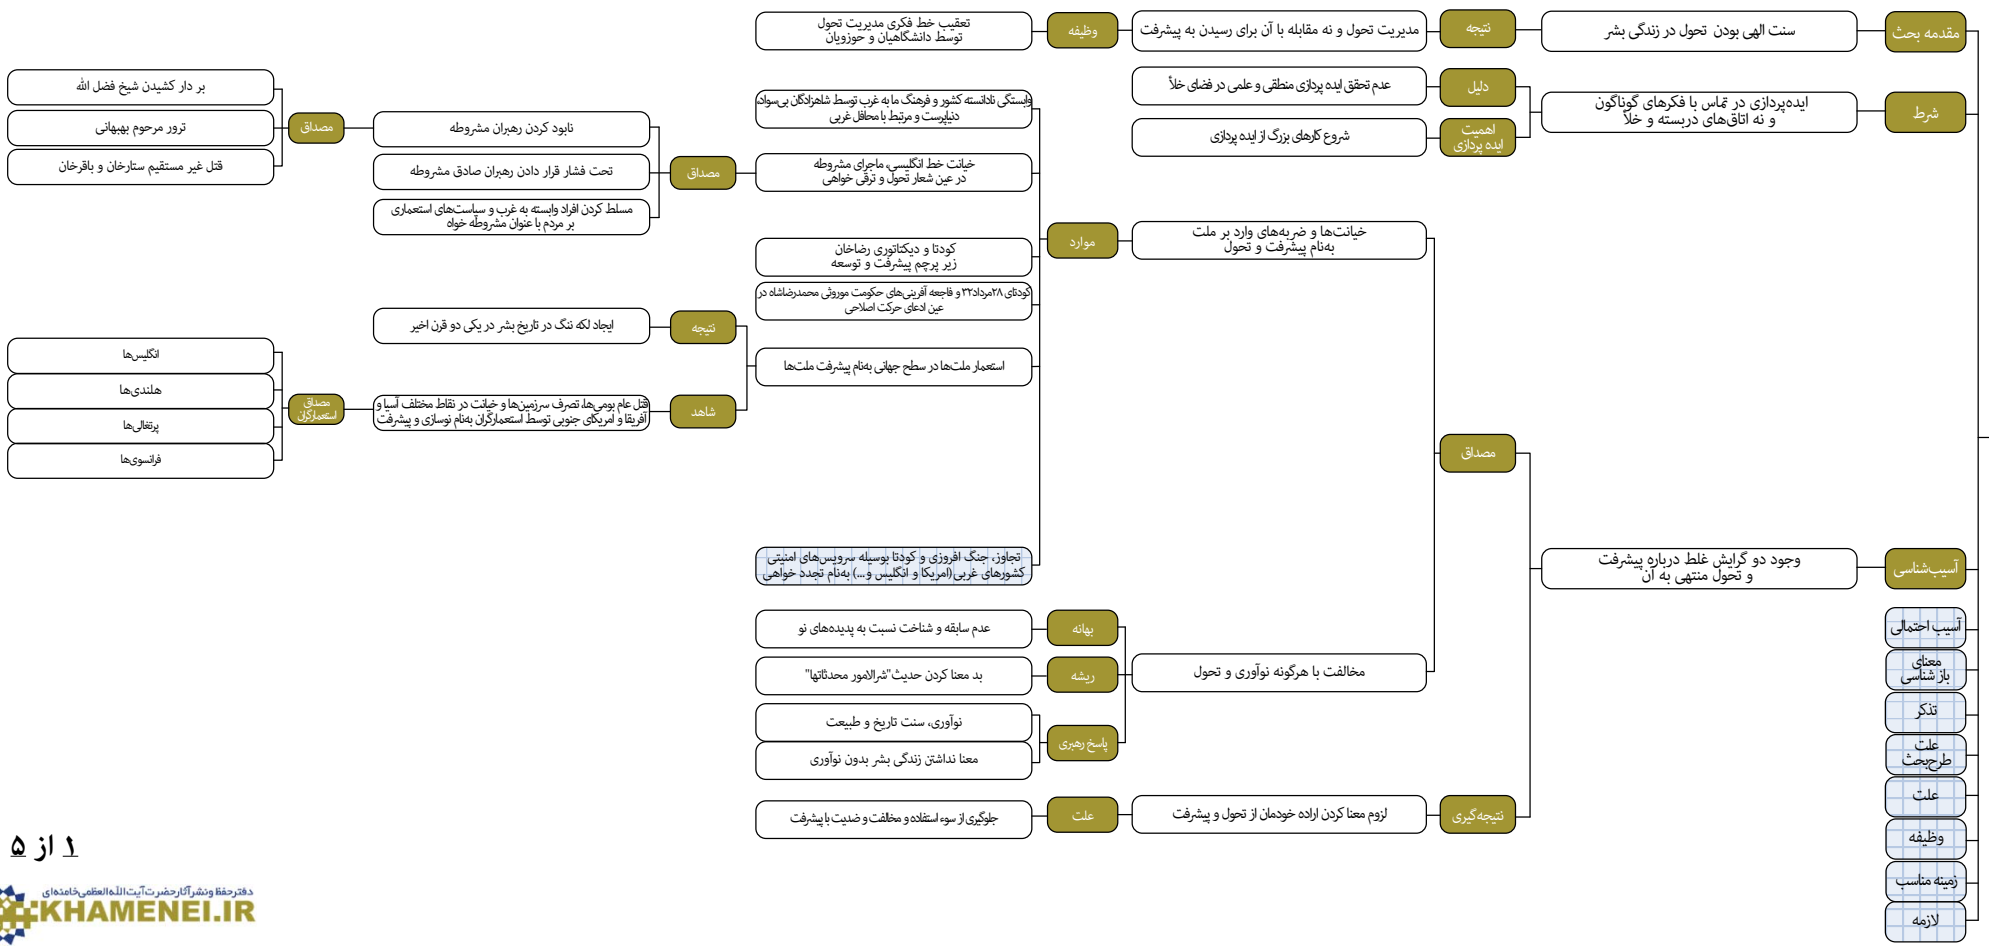 مقدمه بحث
سنت الهی بودن تحول در زندگی بشر
نتیجه
مدیریت تحول و نه مقابله با آن برای رسیدن به پیشرفت
وظیفه
تعقیب خط فکری مدیریت تحول
توسط دانشگاهیان و حوزویان
شرط
ایده‌پردازی در تماس با فکرهای گوناگون
و نه اتاق‌های دربسته و خلأ
دلیل
عدم تحقق ایده پردازی منطقی و علمی در فضای خلأ
اهمیت
ایده پردازی
شروع کارهای بزرگ از ایده پردازی
آسیب‌شناسی
وجود دو گرایش غلط درباره پیشرفت
و تحول منتهی به آن
مصداق
خیانت‌ها و ضربه‌های وارد بر ملت
به‌نام پیشرفت و تحول
موارد
وابستگی نادانسته کشور و فرهنگ ما به غرب توسط شاهزادگان بی‌سواد،
دنیاپرست و مرتبط با محافل غربی
خیانت خط انگلیسی، ماجرای مشروطه
در عین شعار تحول و ترقی خواهی
مصداق
نابود کردن رهبران مشروطه
مصداق
بر دار کشیدن شیخ فضل الله
ترور مرحوم بهبهانی
قتل غیر مستقیم ستارخان و باقرخان
تحت فشار قرار دادن رهبران صادق مشروطه
مسلط کردن افراد وابسته به غرب و سیاست‌های استعماری
بر مردم با عنوان مشروطه خواه
کودتا و دیکتاتوری رضاخان
زیر پرچم پیشرفت و توسعه
کودتای ۲۸مرداد۳۲ و فاجعه آفرینی‌های حکومت موروثی محمدرضاشاه در
عین ادعای حرکت اصلاحی
استعمار ملت‌ها در سطح جهانی به‌نام پیشرفت ملت‌ها
نتیجه
ایجاد لکه ننگ در تاریخ بشر در یکی دو قرن اخیر
شاهد
قتل عام بومی‌ها، تصرف سرزمین‌ها و خیانت در نقاط مختلف آسیا و
آفریقا و امریکای جنوبی توسط استعمارگران به‌نام نوسازی و پیشرفت
مصداق
استعمارگران
انگلیس‌ها
هلندی‌ها
پرتغالی‌ها
فرانسوی‌ها
تجاوز، جنگ افروزی و کودتا بوسیله سرویس‌های امنیتی
کشورهای غربی(امریکا و انگلیس و...) به‌نام تجدد خواهی
مخالفت با هرگونه نوآوری و تحول
بهانه
عدم سابقه و شناخت نسبت به پدیده‌های نو
ریشه
بد معنا کردن حدیث"شرالامور محدثاتها"
پاسخ رهبری
نوآوری، سنت تاریخ و طبیعت
معنا نداشتن زندگی بشر بدون نوآوری
نتیجه‌گیری
لزوم معنا کردن اراده خودمان از تحول و پیشرفت
علت
جلوگیری از سوء استفاده و مخالفت و ضدیت با پیشرفت
آسیب احتمالی
معنای
باز شناسی
تذکر
علت
طرح‌بحث
علت
وظیفه
زمینه مناسب
لازمه
۱ از ۵
دفتر حفظ و نشر آثار حضرت آیت‌الله العظمی خامنه‌ای
KHAMENEI.IR